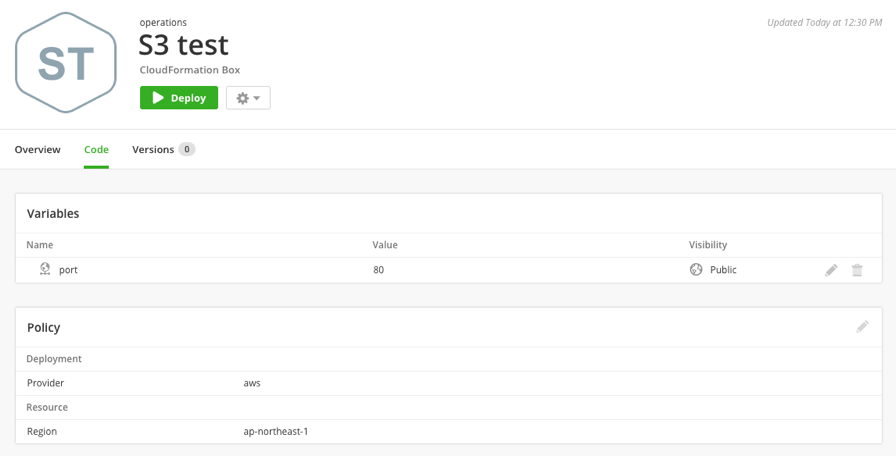 operations
Updated Today at 12:30 PM
ST
S3 test
CloudFormation Box
Deploy
Overview Code Versions 0
Variables
Name Value Visibility
port 80 Public
Policy
Deployment
Provider aws
Resource
Region ap-northeast-1